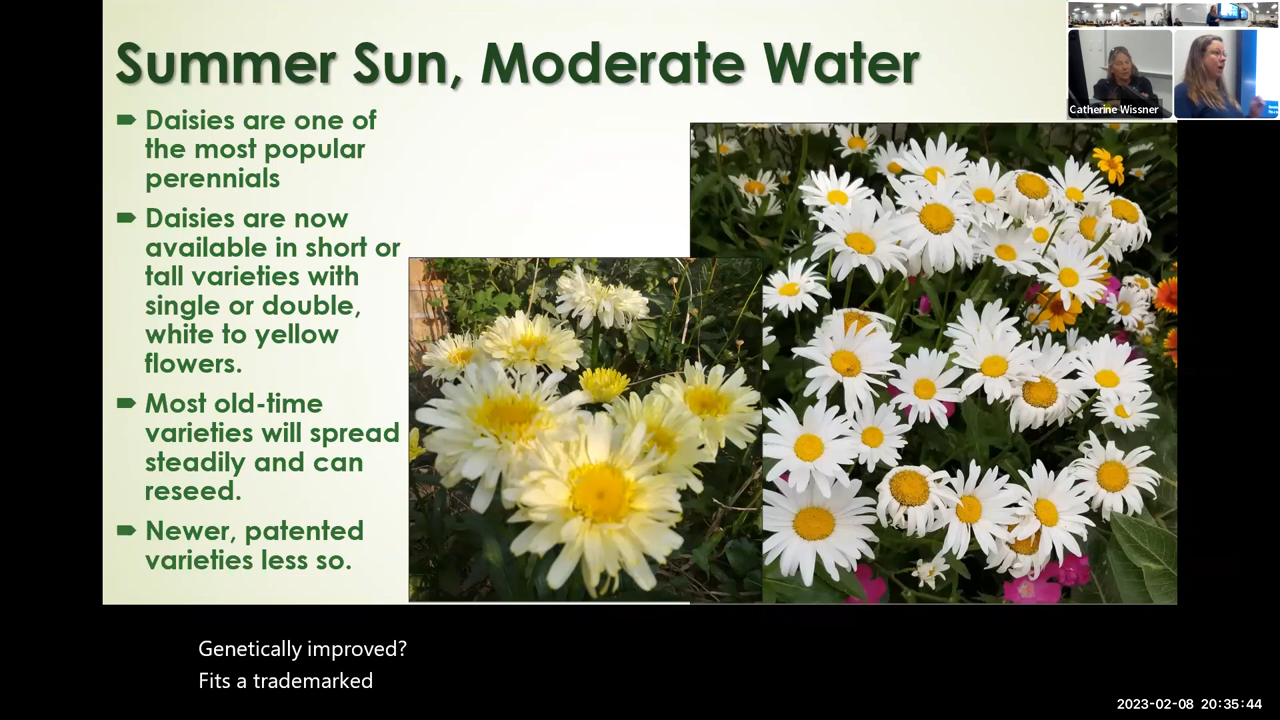 Summer Sun, Moderate Water
Daisies are one of
the most popular
perennials
Daisies are now
available in short or
tall varieties with
single or double,
white to yellow
flowers.
Most old-time
varieties will spread
steadily and can
reseed.
Newer, patented
varieties less so.
Catherine Wissner
Genetically improved?
Fits a trademarked
2023-02-08 20:35:44